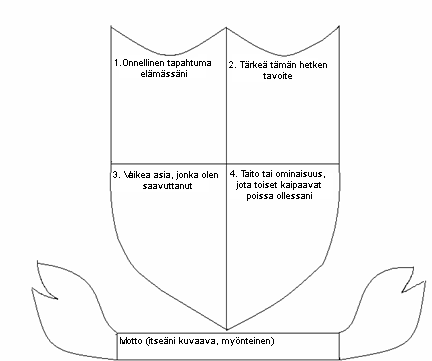 1.Onnellinen tapahtuma
elämässäni
2. Tärkeä tämän hetken
tavoite
3. Vaikea asia, jonka olen
saavuttanut
4. Taito tai ominaisuus,
jota toiset kaipaavat
poissa ollessani
Motto (itseäni kuvaava, myönteinen)